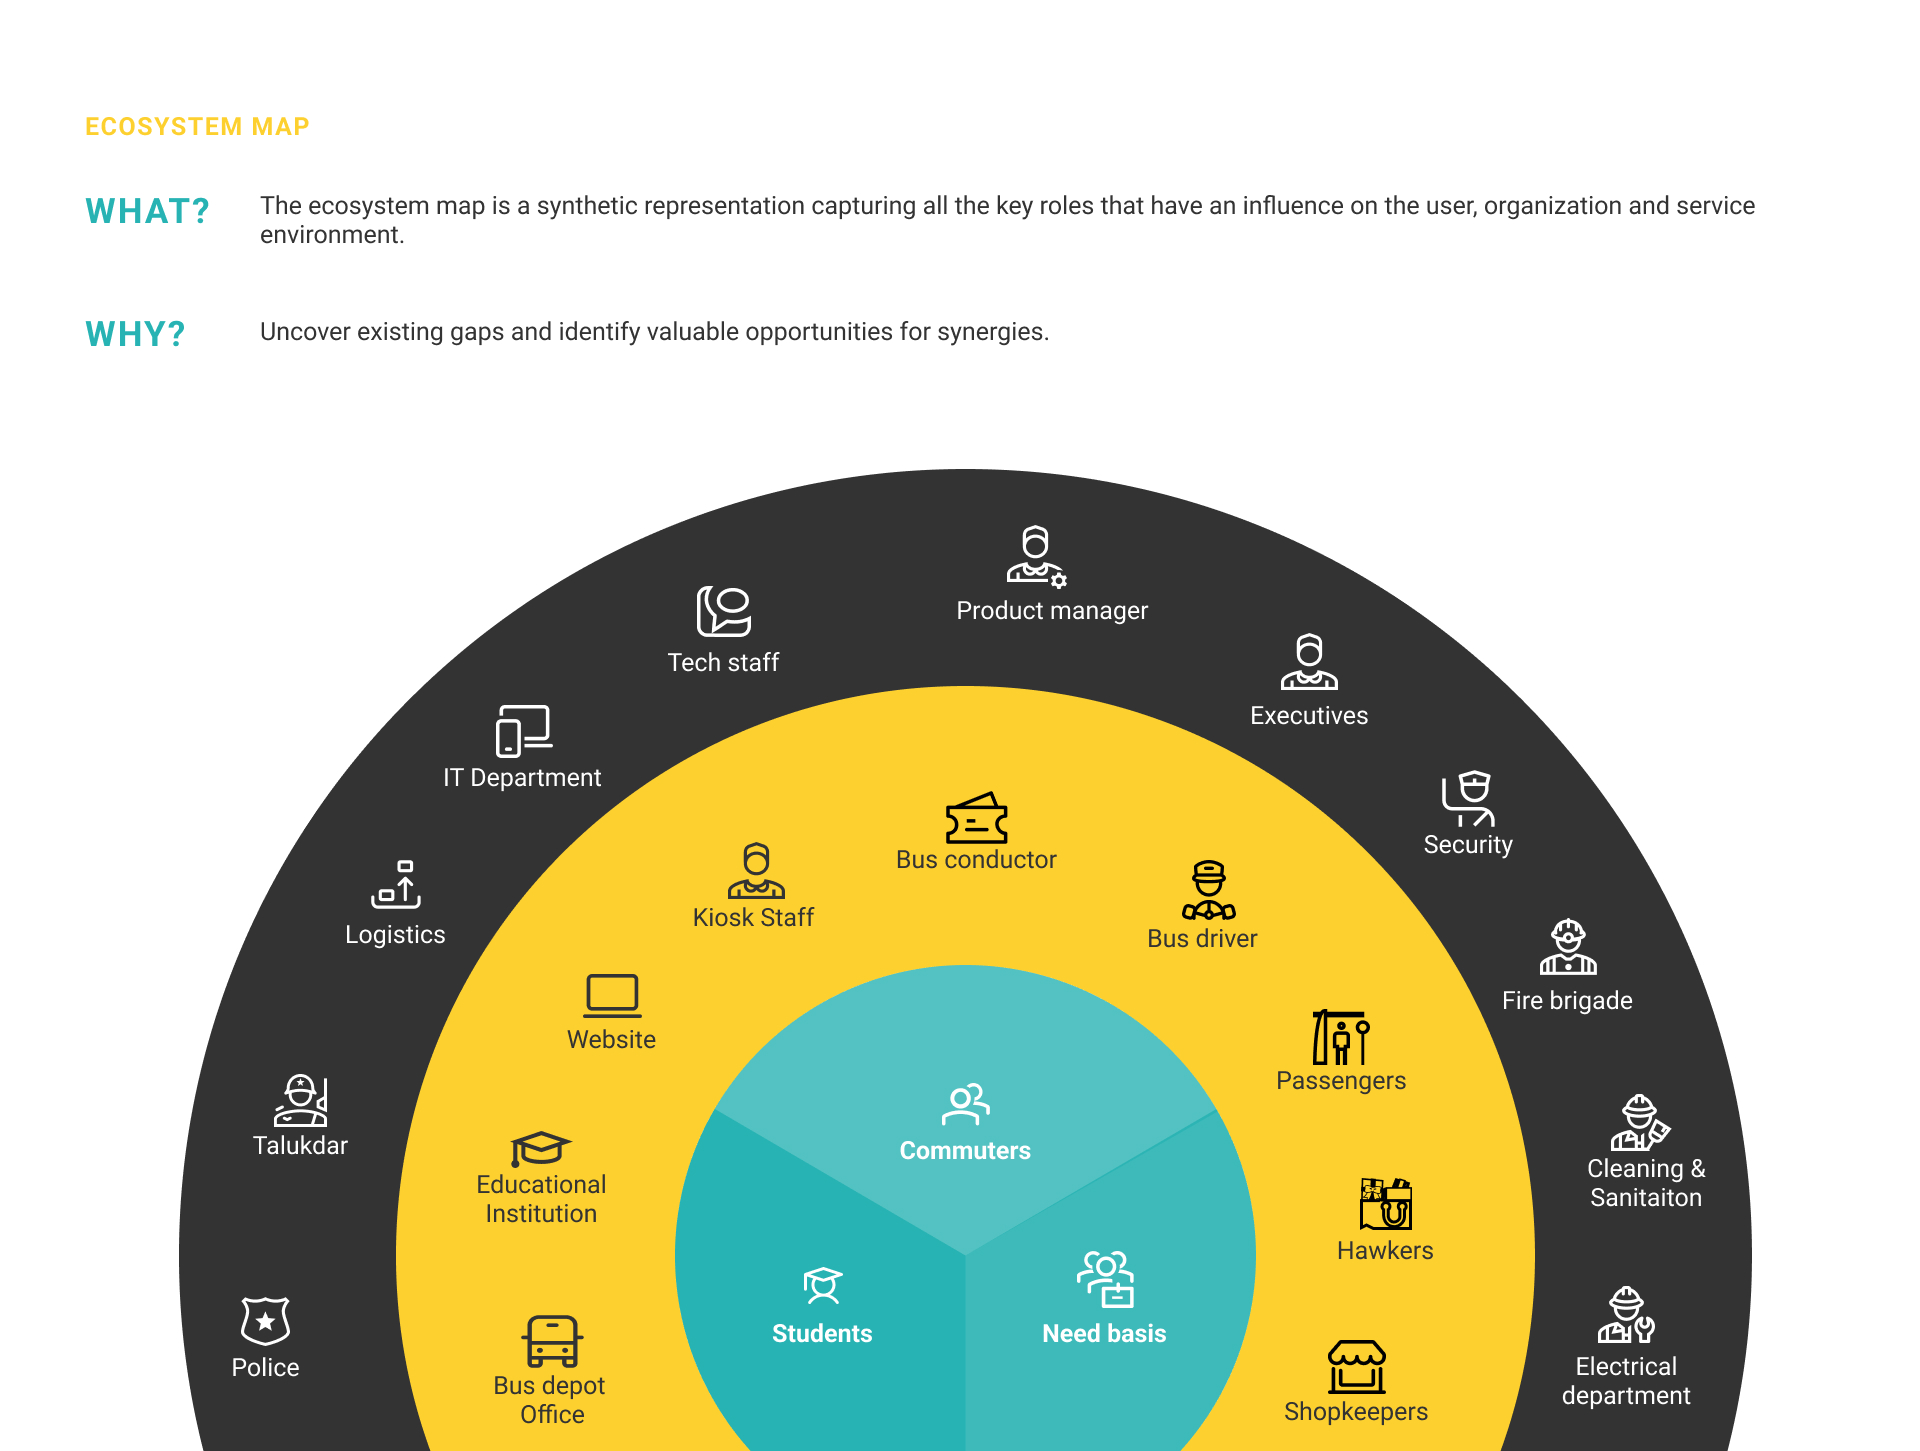 ECOSYSTEM MAP
WHAT?
The ecosystem map is a synthetic representation capturing all the key roles that have an influence on the user, organization and service
environment.
WHY?
Uncover existing gaps and identify valuable opportunities for synergies.
Product manager
Tech staff
Executives
IT Department
Security
Logistics
Fire brigade
Talukdar
Cleaning &
Sanitaiton
Police
Electrical
department
Bus conductor
Kiosk Staff
Bus driver
Website
Passengers
Educational
Institution
Hawkers
Bus depot
Office
Shopkeepers
Commuters
Students
Need basis